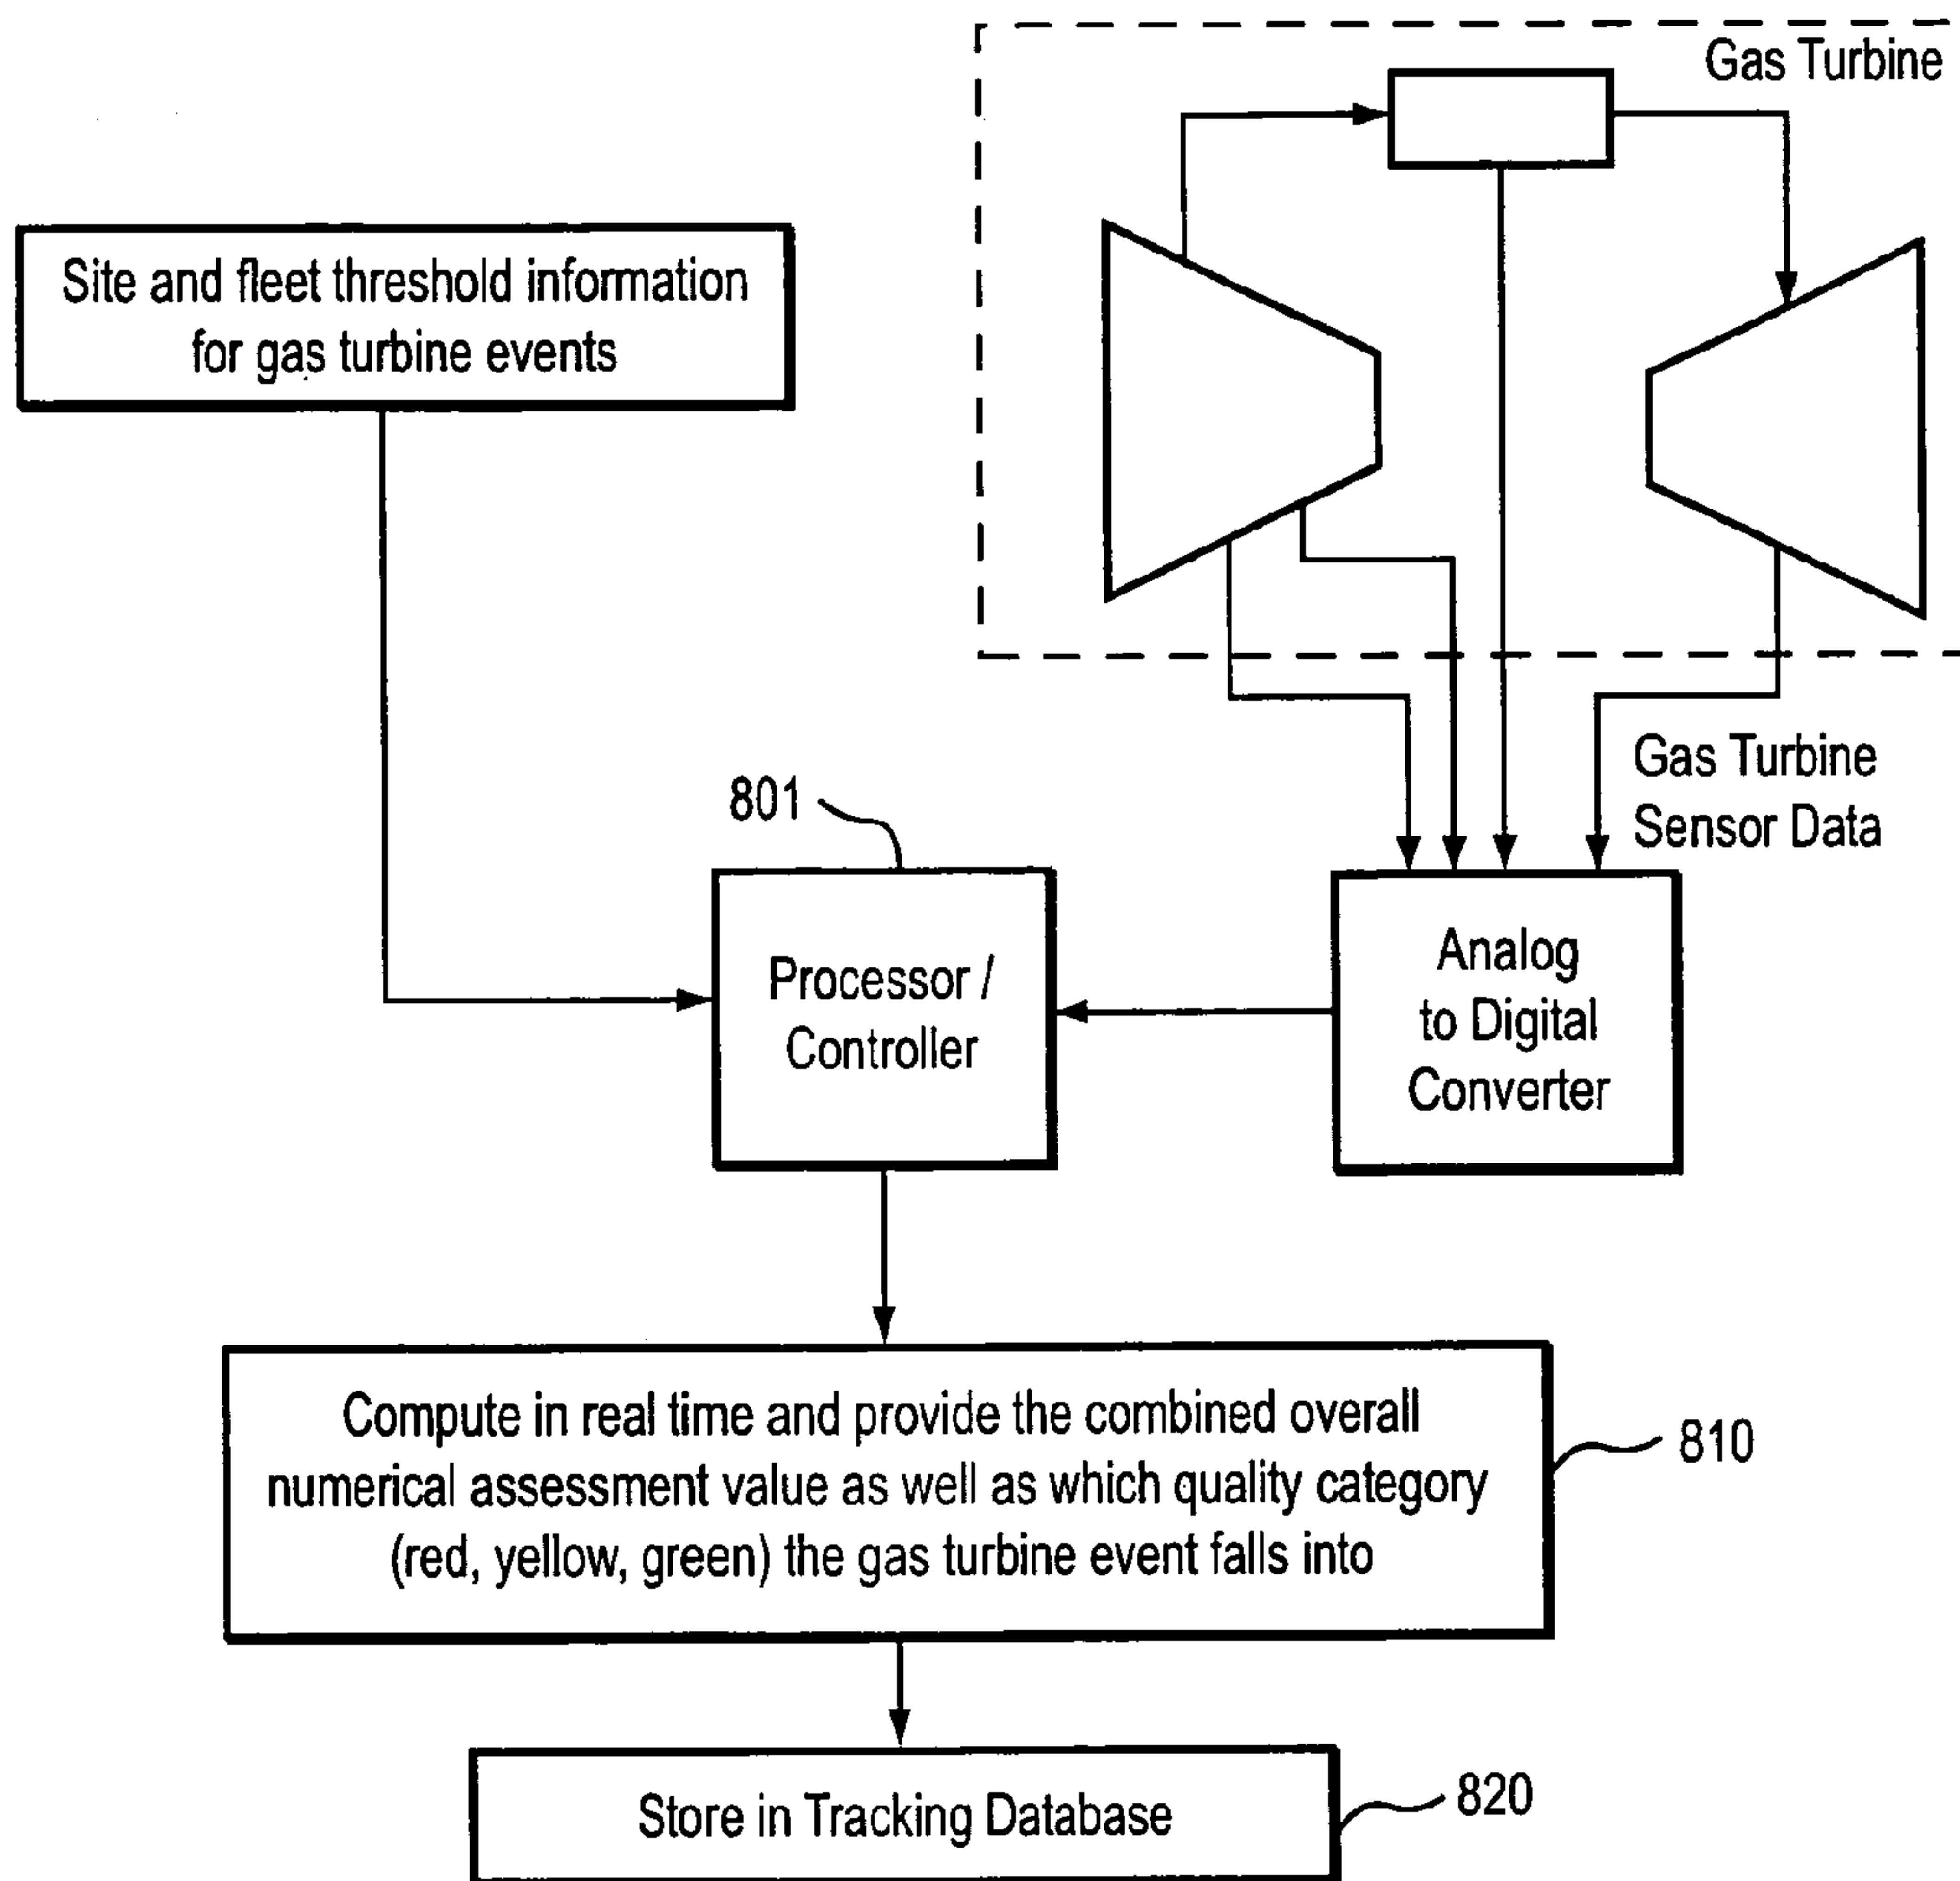 Gas Turbine
Site and fleet threshold information
for gas turbine events
Gas Turbine
Sensor Data
801
Processor /
Controller
Analog
to Digital
Converter
Compute in real time and provide the combined overall
numerical assessment value as well as which quality category
(red, yellow, green) the gas turbine event falls into
810
Store in Tracking Database
820